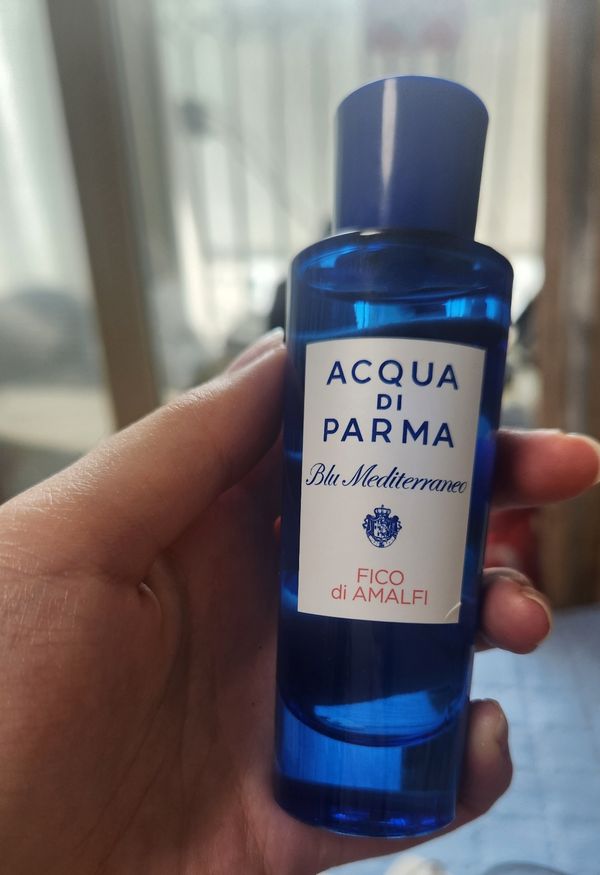 ACQUA
DI
PARMA
Blu Mediterraneo
FICO
di AMALFI